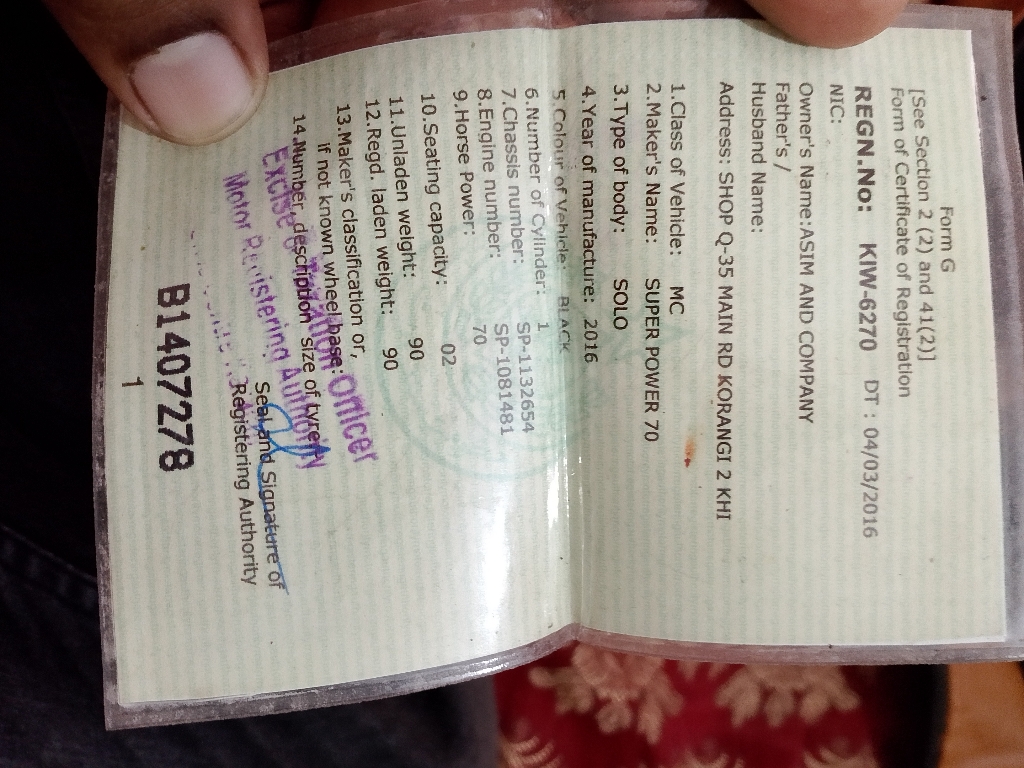 Form G
[See Section 2 (2) and 41(2)]
Form of Certificate of Registration
REGN.No: KIW-6270 DT : 04/03/2016
NIC:
Owner's Name:ASIM AND COMPANY
Father's /
Husband Name:
Address: SHOP Q-35 MAIN RD KORANGI 2 KHI
1.Class of Vehicle: MC
2.Maker's Name: SUPER POWER 70
3.Type of body: SOLO
4.Year of manufacture: 2016
5.Colour of Vehicle: BLACK
6.Number of Cylinder: 1
7.Chassis number: SP-1132654
8.Engine number: SP-1081481
9.Horse Power: 70
10.Seating capacity: 02
11.Unladen weight: 90
12.Regd. laden weight: 90
13.Maker's classification or,
if not known wheel base:
14.Number, description size of tyre:
Excise & Taxation Officer
Motor Registering Authority
Seal and Signature of
Registering Authority
B1407278
1